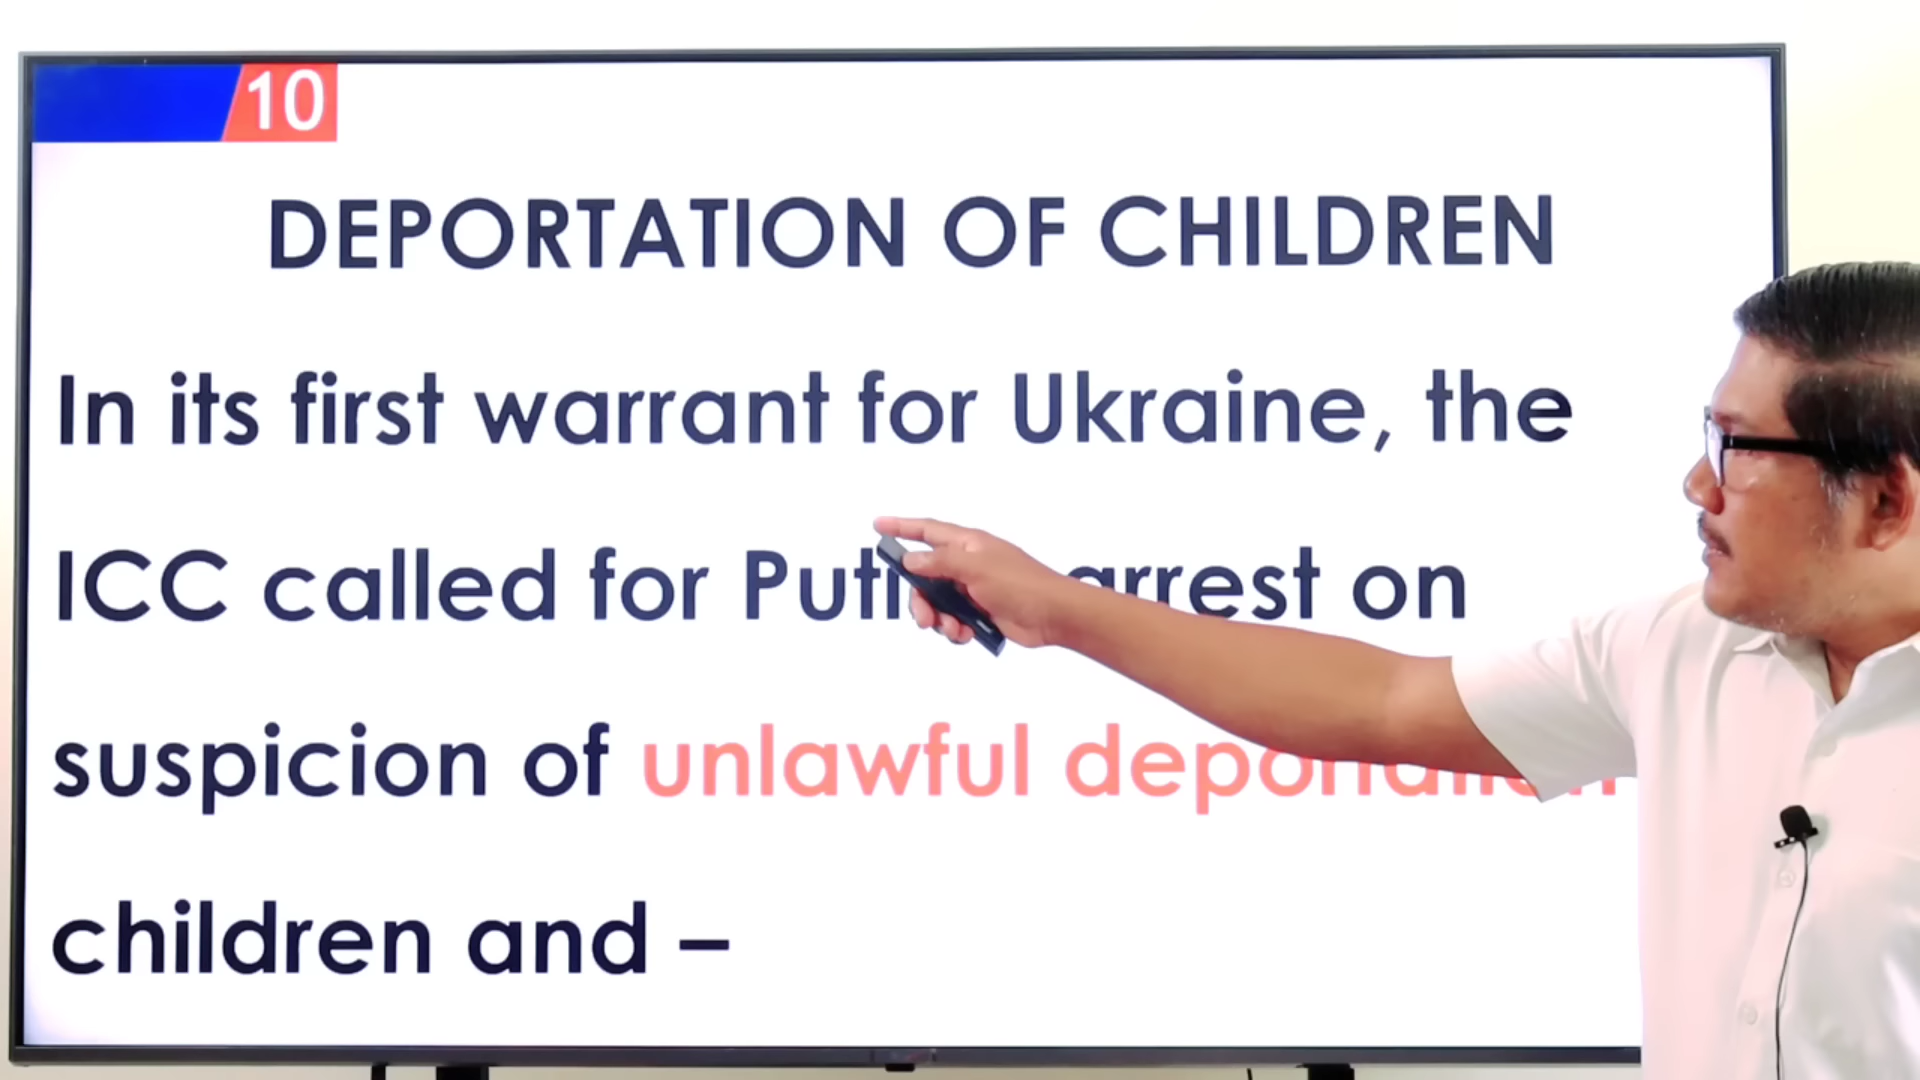 10
DEPORTATION OF CHILDREN
In its first warrant for Ukraine, the
ICC called for arrest on
suspicion of unlawful deportation
children and –